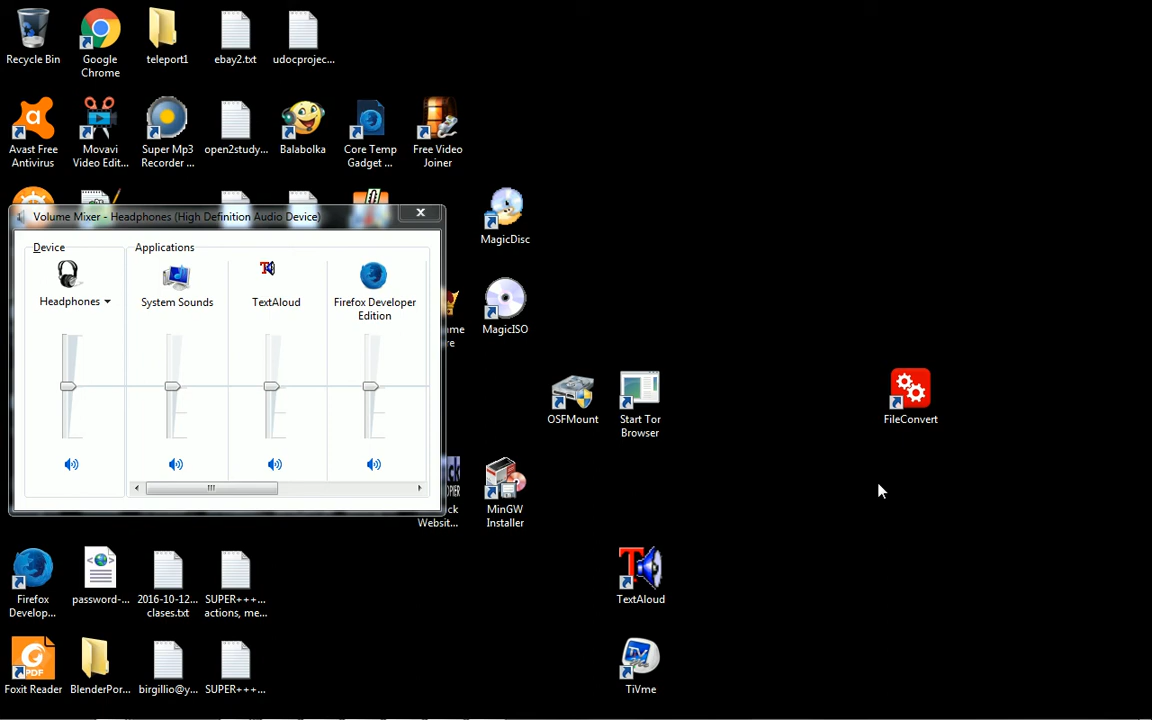 Recycle Bin
Google
Chrome
teleport1
ebay2.txt
udocprojec...
Avast Free
Antivirus
Movavi
Video Edit...
Super Mp3
Recorder ...
open2study...
Balabolka
Core Temp
Gadget ...
Free Video
Joiner
Volume Mixer - Headphones (High Definition Audio Device)
Device
Applications
Headphones
System Sounds
TextAloud
Firefox Developer
Edition
MagicDisc
MagicISO
OSFMount
Start Tor
Browser
FileConvert
Websit...
MinGW
Installer
Firefox
Develop...
password-...
2016-10-12...
clases.txt
SUPER+++...
actions, me...
TextAloud
Foxit Reader
BlenderPor...
birgillio@y...
SUPER+++...
TiVme